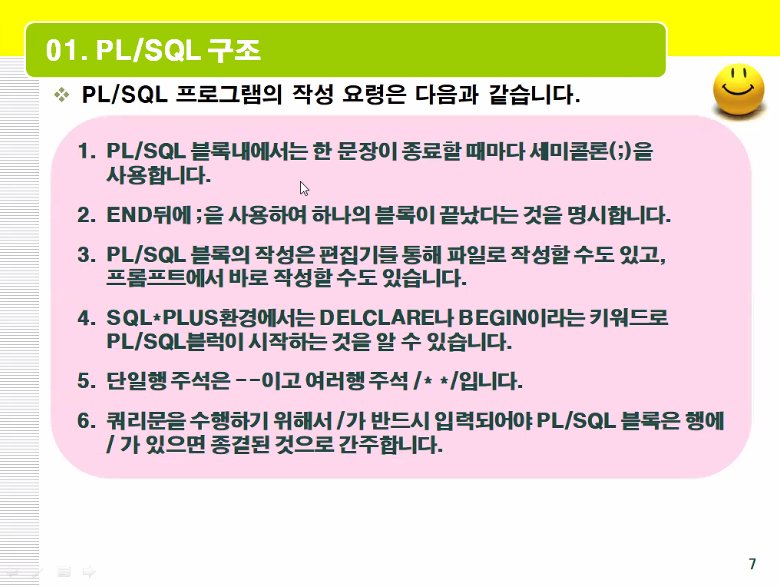 01. PL/SQL 구조
❖ PL/SQL 프로그램의 작성 요령은 다음과 같습니다.
1. PL/SQL 블록내에서는 한 문장이 종료할 때마다 세미콜론(;)을
사용합니다.
2. END뒤에 ;을 사용하여 하나의 블록이 끝났다는 것을 명시합니다.
3. PL/SQL 블록의 작성은 편집기를 통해 파일로 작성할 수도 있고,
프롬프트에서 바로 작성할 수도 있습니다.
4. SQL*PLUS환경에서는 DELCLARE나 BEGIN이라는 키워드로
PL/SQL블럭이 시작하는 것을 알 수 있습니다.
5. 단일행 주석은 --이고 여러행 주석 /* */입니다.
6. 쿼리문을 수행하기 위해서 /가 반드시 입력되어야 PL/SQL 블록은 행에
/ 가 있으면 종결된 것으로 간주합니다.
7